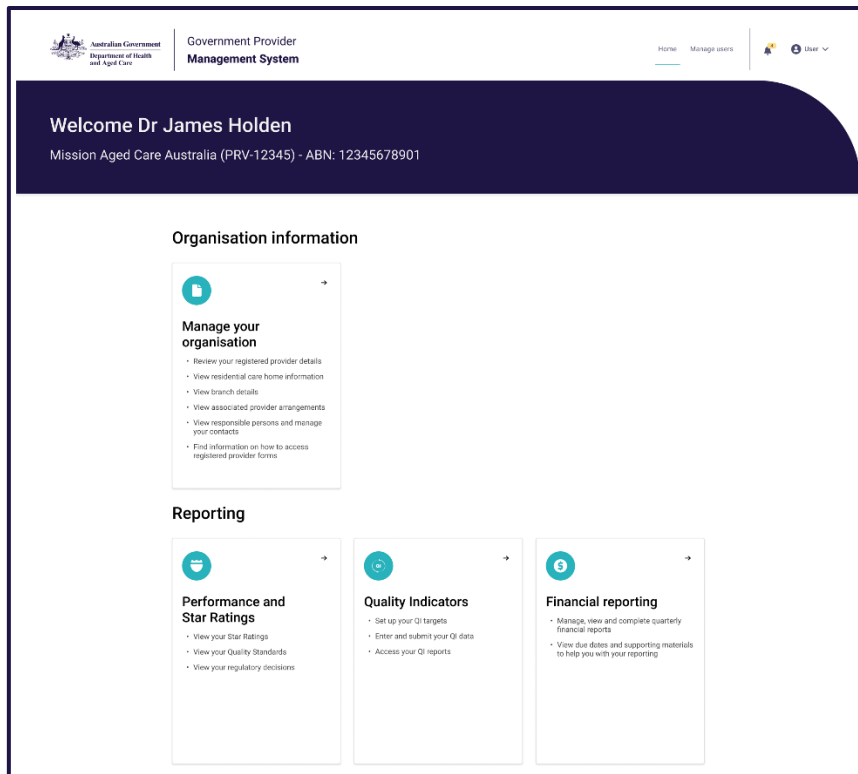 Australian Government
Department of Health
and Aged Care
Government Provider
Management System
Home Manage users
User
Welcome Dr James Holden
Mission Aged Care Australia (PRV-12345) - ABN: 12345678901
Organisation information
Manage your
organisation
• Review your registered provider details
• View residential care home information
• View branch details
• View associated provider arrangements
• View responsible persons and manage
your contacts
• Find information on how to access
registered provider forms
Reporting
Performance and
Star Ratings
• View your Star Ratings
• View your Quality Standards
• View your regulatory decisions
QI
Quality Indicators
• Set up your QI targets
• Enter and submit your QI data
• Access your QI reports
$
Financial reporting
• Manage, view and complete quarterly
financial reports
• View due dates and supporting materials
to help you with your reporting